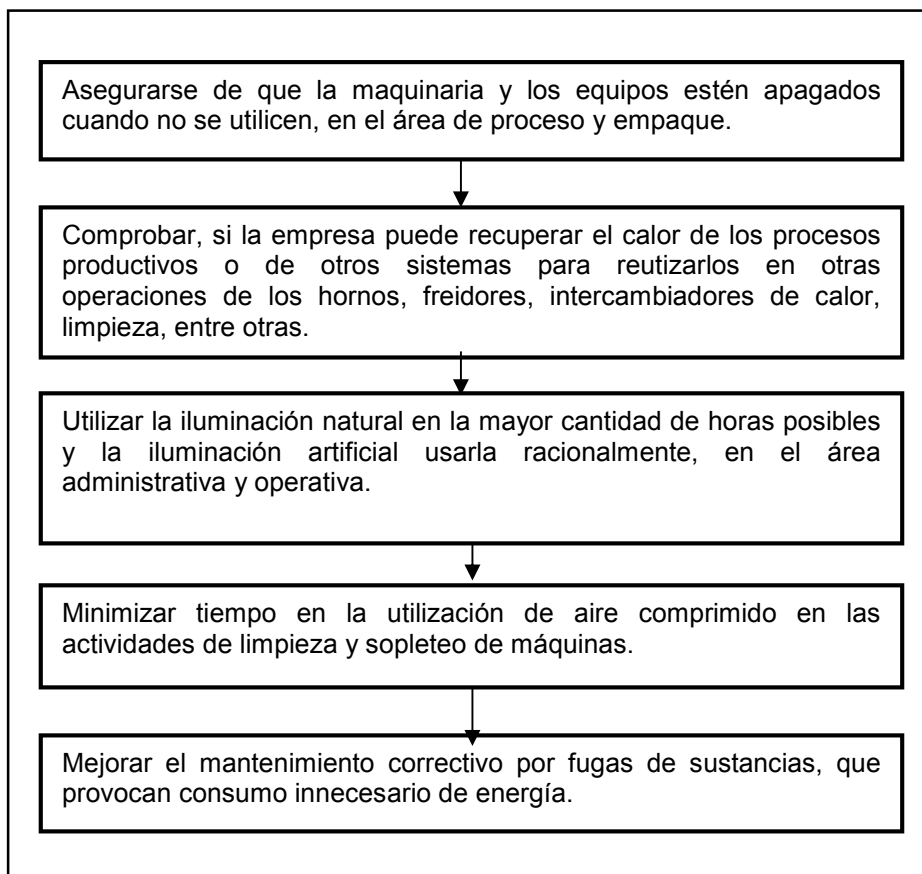 Asegurarse de que la maquinaria y los equipos estén apagados
cuando no se utilicen, en el área de proceso y empaque.
Comprobar, si la empresa puede recuperar el calor de los procesos
productivos o de otros sistemas para reutizarlos en otras
operaciones de los hornos, freidores, intercambiadores de calor,
limpieza, entre otras.
Utilizar la iluminación natural en la mayor cantidad de horas posibles
y la iluminación artificial usarla racionalmente, en el área
administrativa y operativa.
Minimizar tiempo en la utilización de aire comprimido en las
actividades de limpieza y sopleteo de máquinas.
Mejorar el mantenimiento correctivo por fugas de sustancias, que
provocan consumo innecesario de energía.